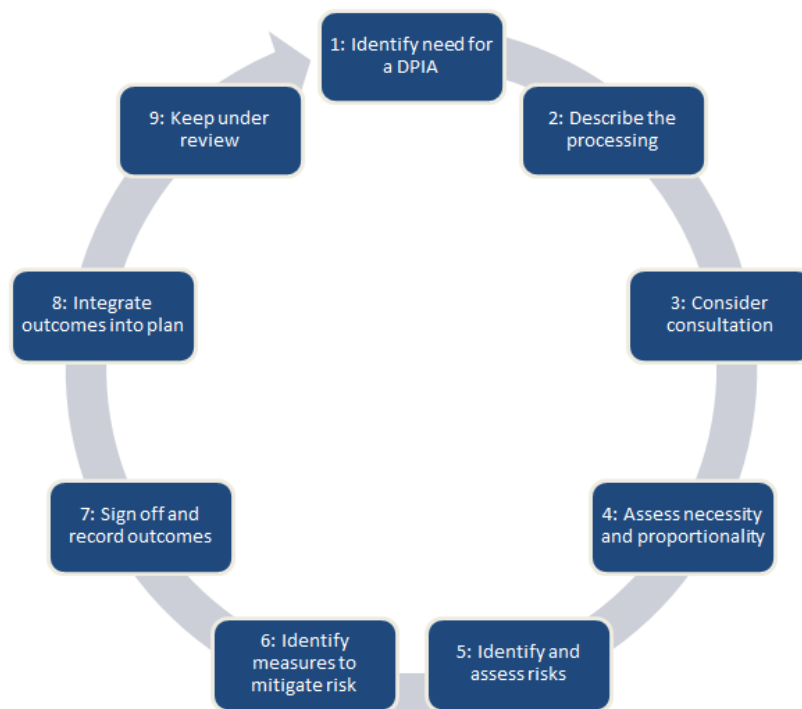 1: Identify need for
a DPIA
2: Describe the
processing
3: Consider
consultation
4: Assess necessity
and proportionality
5: Identify and
assess risks
6: Identify
measures to
mitigate risk
7: Sign off and
record outcomes
8: Integrate
outcomes into plan
9: Keep under
review